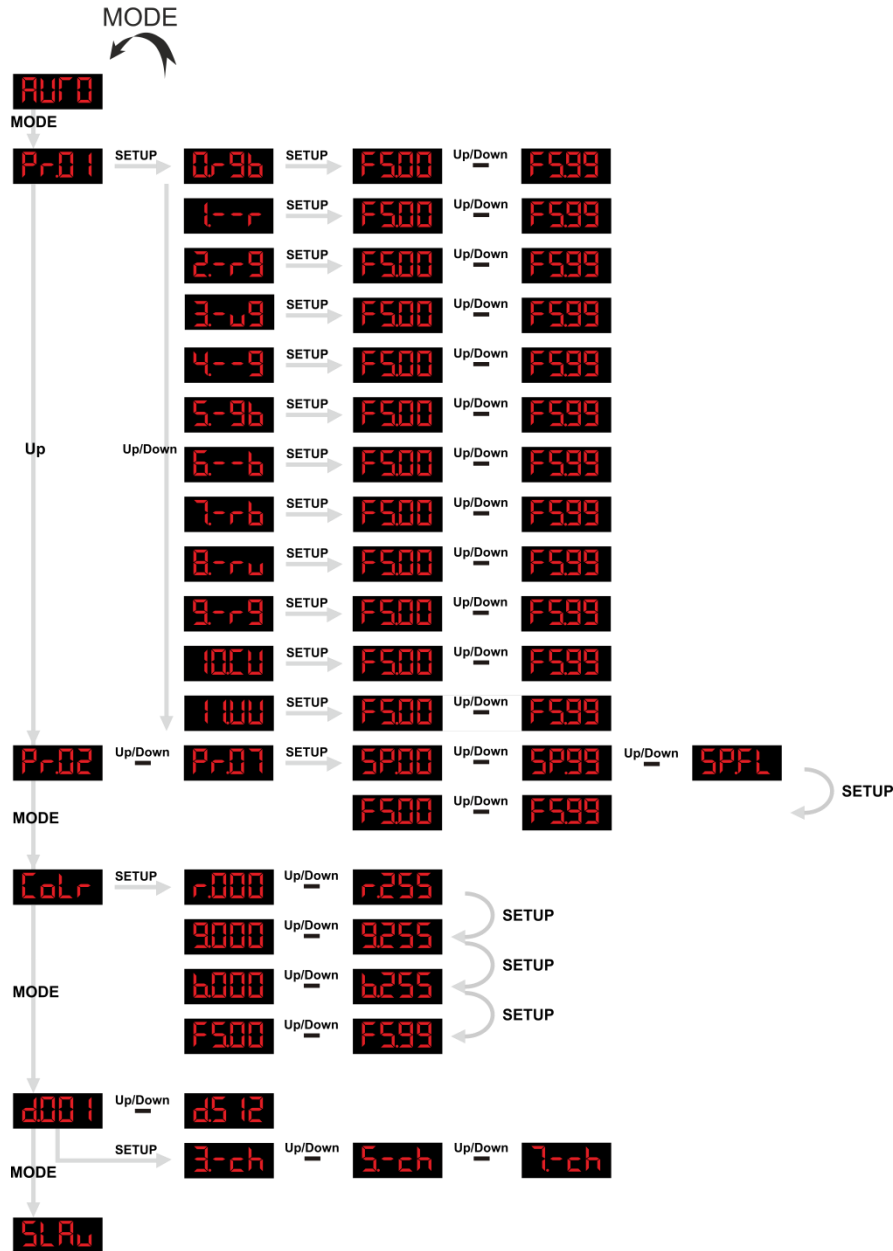 MODE
AUTO
MODE
Pr.01 SETUP 0.rgb SETUP FS.00 Up/Down FS.99
1.--r SETUP FS.00 Up/Down FS.99
2.-rg SETUP FS.00 Up/Down FS.99
3.-ug SETUP FS.00 Up/Down FS.99
4.--g SETUP FS.00 Up/Down FS.99
5.-gb SETUP FS.00 Up/Down FS.99
Up Up/Down 6.--b SETUP FS.00 Up/Down FS.99
7.-rb SETUP FS.00 Up/Down FS.99
8.-ru SETUP FS.00 Up/Down FS.99
9.-rg SETUP FS.00 Up/Down FS.99
10.CU SETUP FS.00 Up/Down FS.99
11.UU SETUP FS.00 Up/Down FS.99
Pr.02 Up/Down Pr.07 SETUP SP.00 Up/Down SP.99 Up/Down SP.FL
SETUP
MODE FS.00 Up/Down FS.99
CoLr SETUP r.000 Up/Down r.255
SETUP
g.000 Up/Down g.255
SETUP
MODE b.000 Up/Down b.255
SETUP
FS.00 Up/Down FS.99
d.001 Up/Down d.512
MODE SETUP 3.-ch Up/Down 5.-ch Up/Down 7.-ch
SLAu